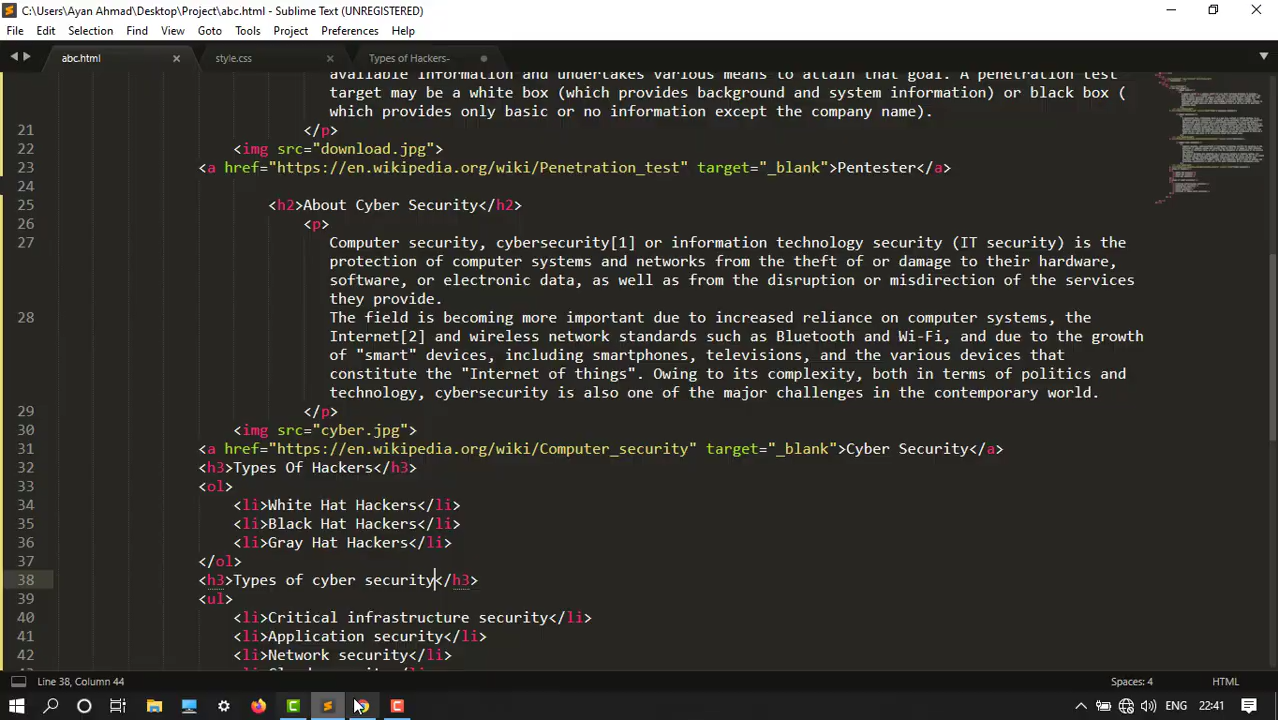 C:\Users\Ayan Ahmad\Desktop\Project\abc.html - Sublime Text (UNREGISTERED)
File Edit Selection Find View Goto Tools Project Preferences Help
abc.html style.css Types of Hackers-
available information and undertakes various means to attain that goal. A penetration test
target may be a white box (which provides background and system information) or black box (
which provides only basic or no information except the company name).
21 </p>
22 <img src="download.jpg">
23 <a href="https://en.wikipedia.org/wiki/Penetration_test" target="_blank">Pentester</a>
24
25 <h2>About Cyber Security</h2>
26 <p>
27 Computer security, cybersecurity[1] or information technology security (IT security) is the
protection of computer systems and networks from the theft of or damage to their hardware,
software, or electronic data, as well as from the disruption or misdirection of the services
they provide.
28 The field is becoming more important due to increased reliance on computer systems, the
Internet[2] and wireless network standards such as Bluetooth and Wi-Fi, and due to the growth
of "smart" devices, including smartphones, televisions, and the various devices that
constitute the "Internet of things". Owing to its complexity, both in terms of politics and
technology, cybersecurity is also one of the major challenges in the contemporary world.
29 </p>
30 <img src="cyber.jpg">
31 <a href="https://en.wikipedia.org/wiki/Computer_security" target="_blank">Cyber Security</a>
32 <h3>Types Of Hackers</h3>
33 <ol>
34 <li>White Hat Hackers</li>
35 <li>Black Hat Hackers</li>
36 <li>Gray Hat Hackers</li>
37 </ol>
38 <h3>Types of cyber security</h3>
39 <ul>
40 <li>Critical infrastructure security</li>
41 <li>Application security</li>
42 <li>Network security</li>
Line 38, Column 44 Spaces: 4 HTML
ENG 22:41